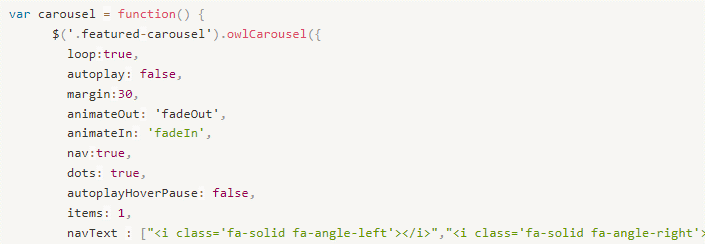 var carousel = function() {
$('.featured-carousel').owlCarousel({
loop:true,
autoplay: false,
margin:30,
animateOut: 'fadeOut',
animateIn: 'fadeIn',
nav:true,
dots: true,
autoplayHoverPause: false,
items: 1,
navText : ["<i class='fa-solid fa-angle-left'></i>","<i class='fa-solid fa-angle-right'>